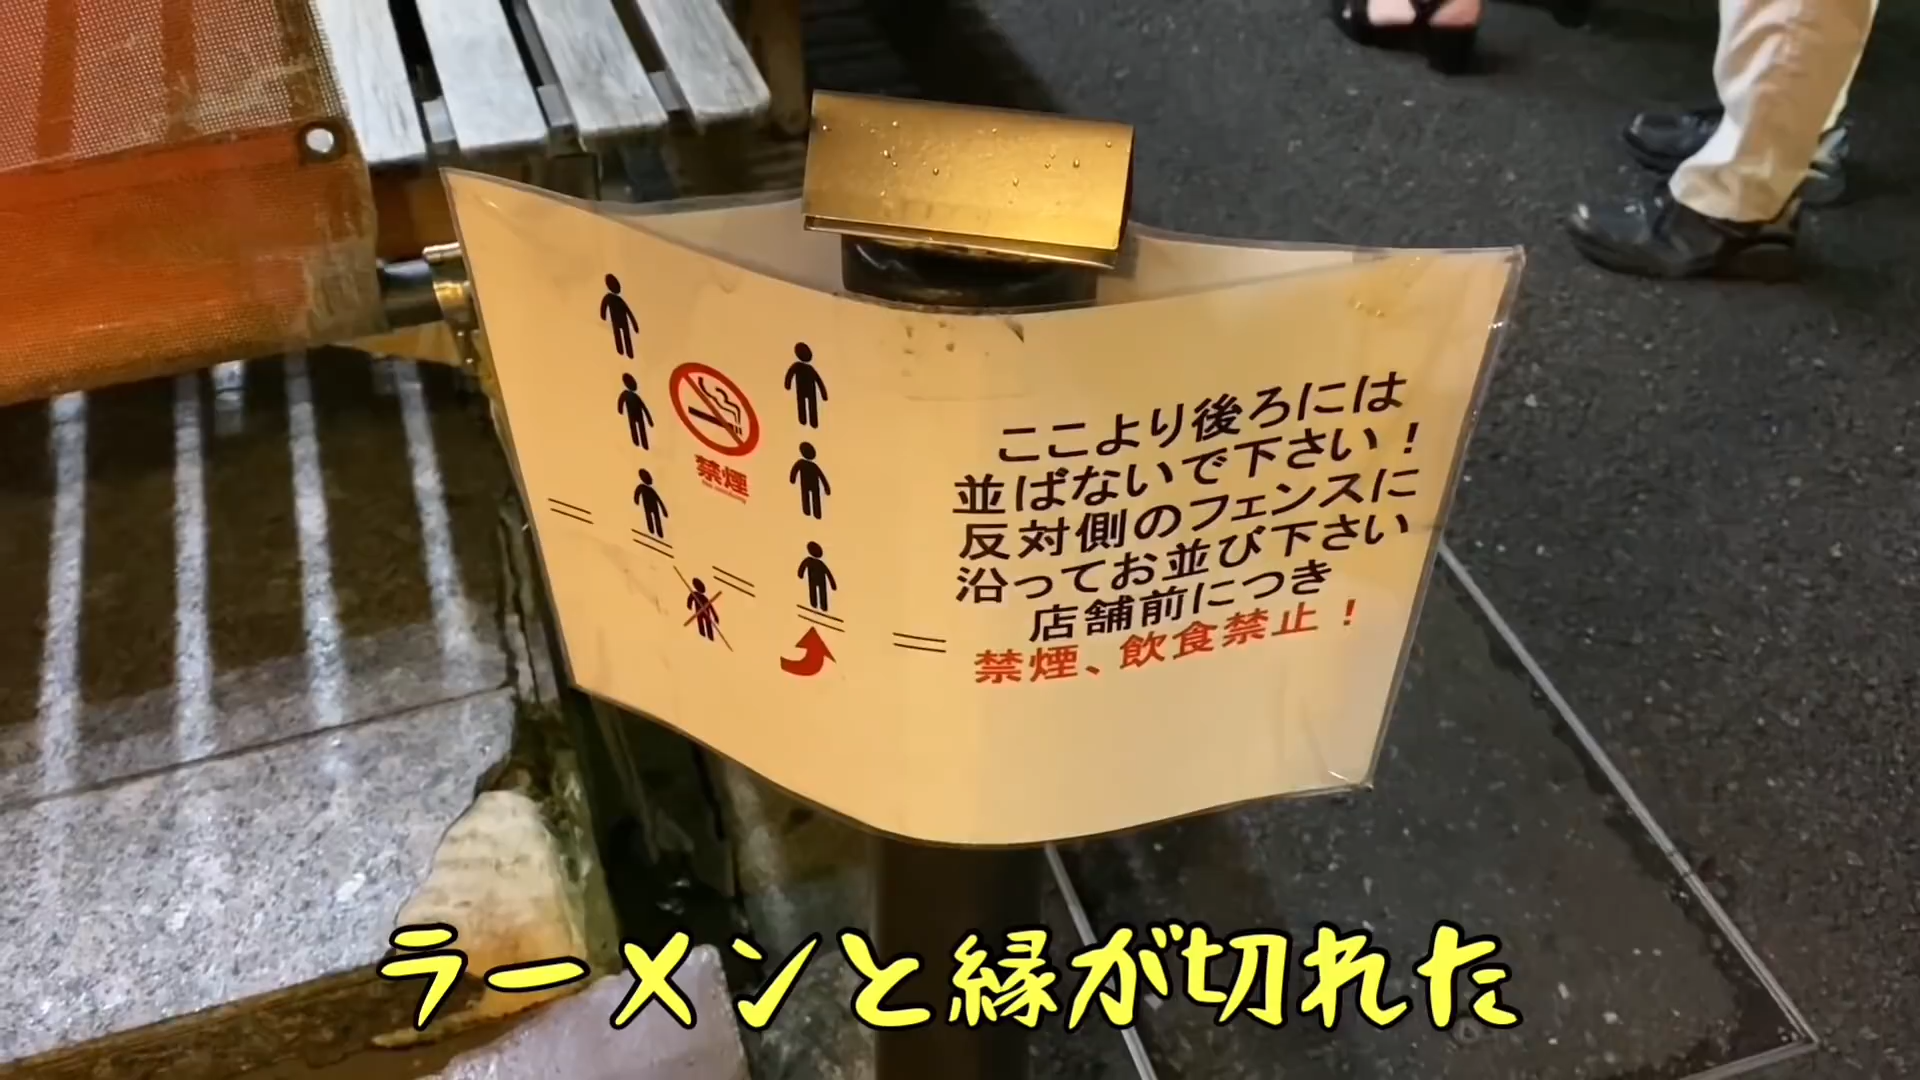 禁煙
ここより後ろには
並ばないで下さい！
反対側のフェンスに
沿ってお並び下さい
店舗前につき
禁煙、飲食禁止！
ラーメンと縁が切れた